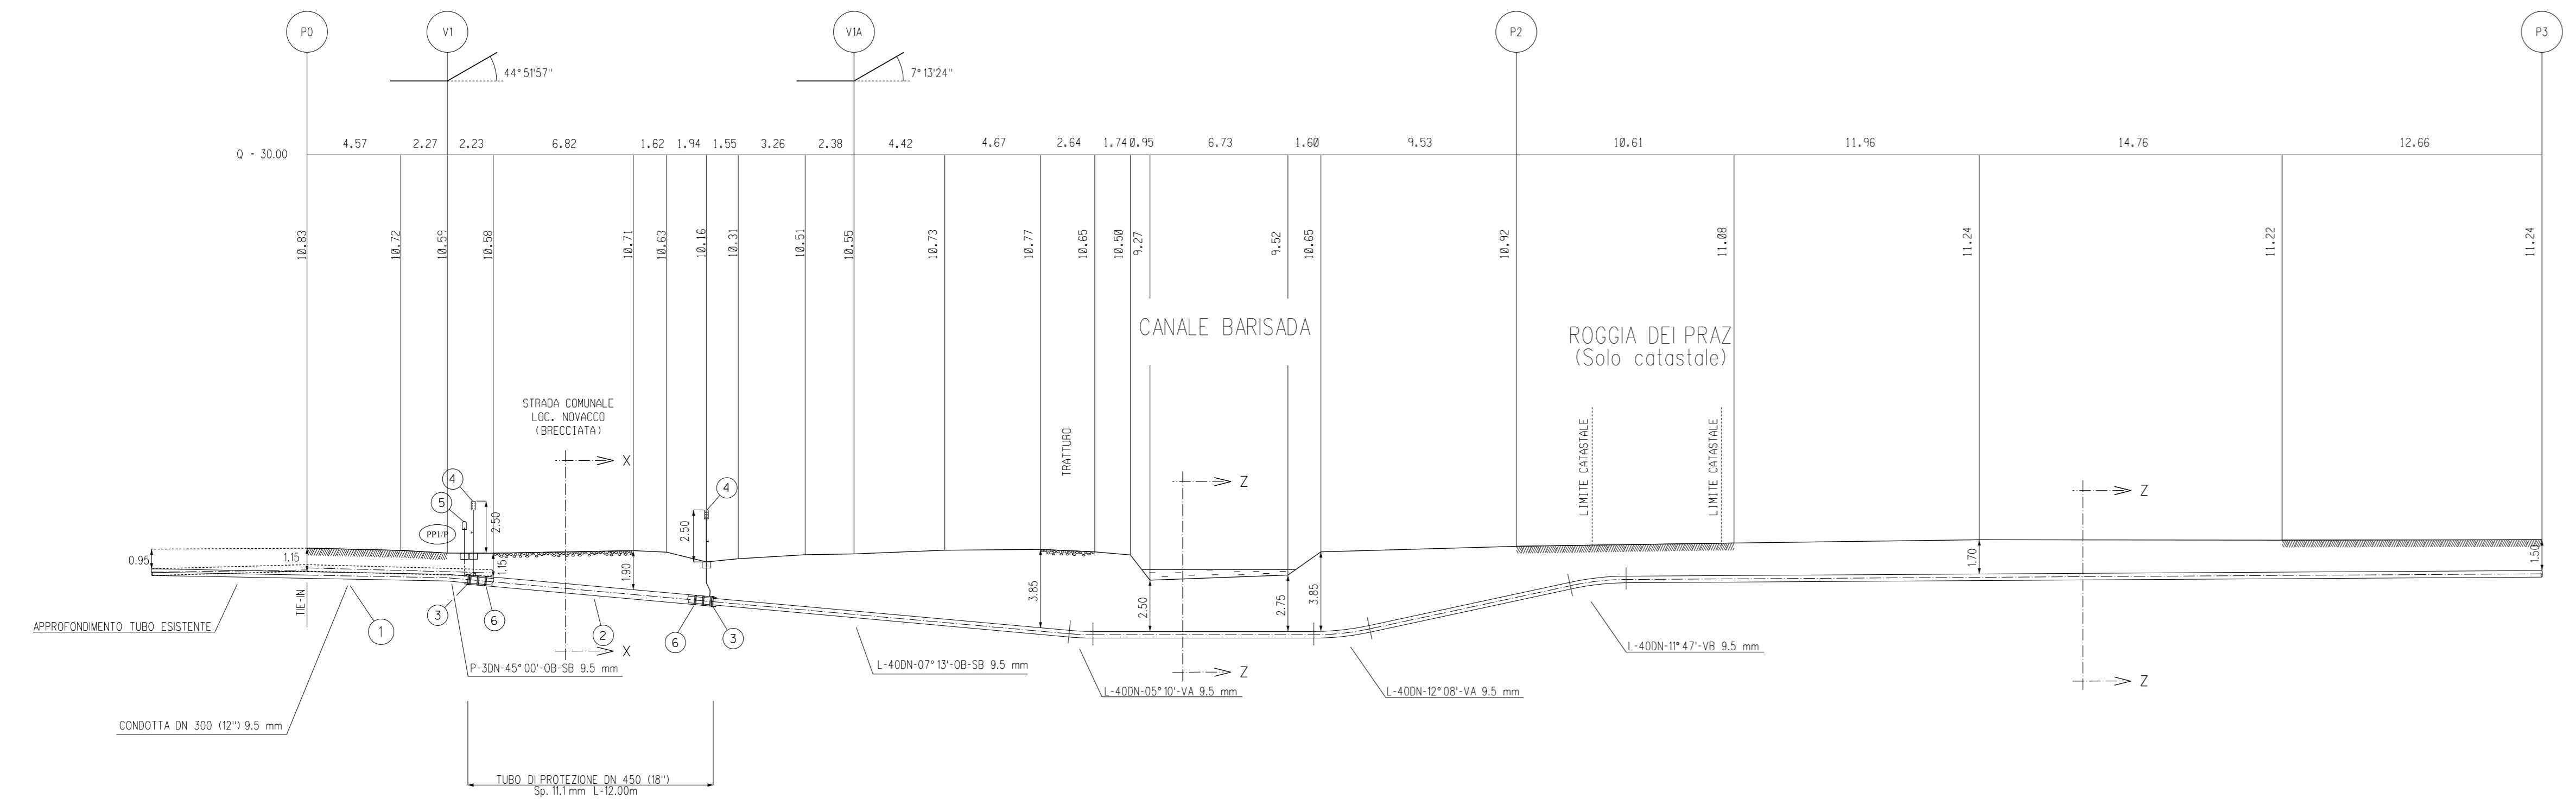 P0
V1
V1A
P2
P3
44°51'57"
7°13'24"
Q = 30.00
4.57
2.27
2.23
6.82
1.62
1.94
1.55
3.26
2.38
4.42
4.67
2.64
1.74
0.95
6.73
1.60
9.53
10.61
11.96
14.76
12.66
10.83
10.72
10.59
10.58
10.71
10.63
10.16
10.31
10.51
10.55
10.73
10.77
10.65
10.50
9.27
9.52
10.65
10.92
11.08
11.24
11.22
11.24
CANALE BARISADA
ROGGIA DEI PRAZ
(Solo catastale)
STRADA COMUNALE
LOC. NOVACCO
(BRECCIATA)
TRATTURO
LIMITE CATASTALE
LIMITE CATASTALE
X
Z
Z
4
5
4
PP1/P
2.50
2.50
0.95
1.15
1.15
1.90
3.85
2.50
2.75
3.85
1.70
1.50
TIE-IN
3
6
2
6
3
1
X
Z
Z
APPROFONDIMENTO TUBO ESISTENTE
P-3DN-45°00'-OB-SB 9.5 mm
L-40DN-07°13'-OB-SB 9.5 mm
L-40DN-05°10'-VA 9.5 mm
L-40DN-12°08'-VA 9.5 mm
L-40DN-11°47'-VB 9.5 mm
CONDOTTA DN 300 (12") 9.5 mm
TUBO DI PROTEZIONE DN 450 (18")
Sp. 11.1 mm L=12.00m